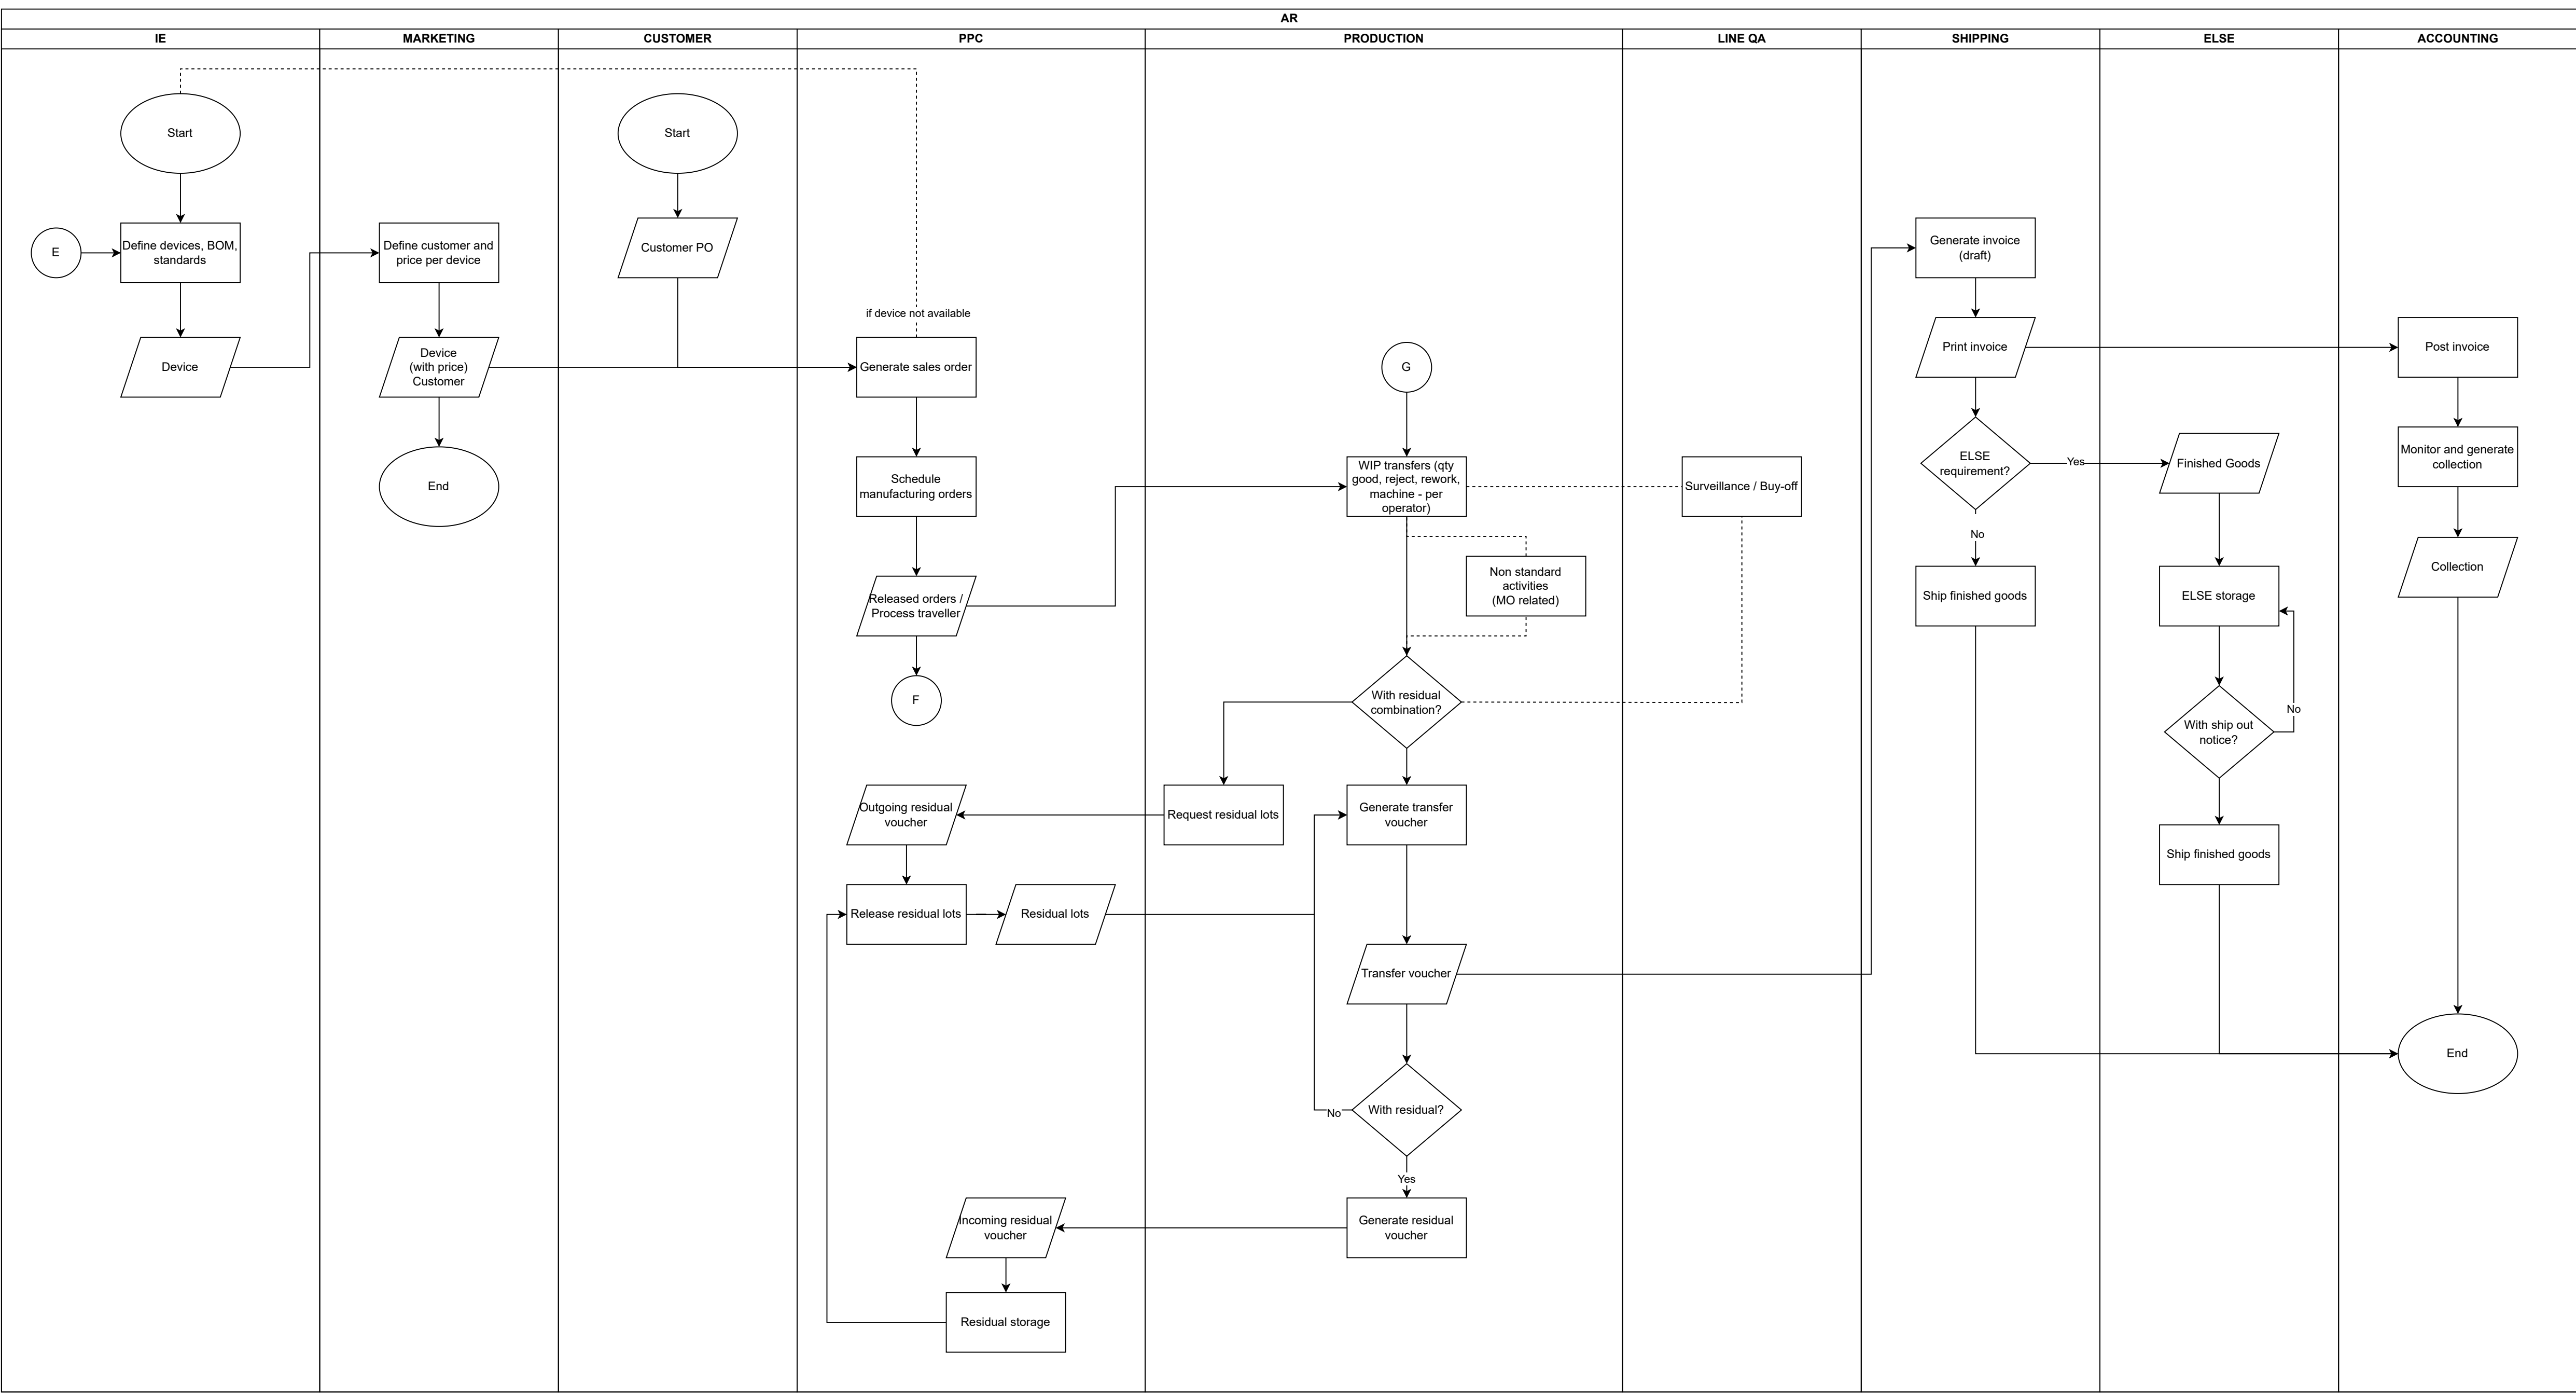 AR
IE
MARKETING
CUSTOMER
PPC
PRODUCTION
LINE QA
SHIPPING
ELSE
ACCOUNTING
Start
E
Define devices, BOM,
standards
Device
Define customer and
price per device
Device
(with price)
Customer
End
Start
Customer PO
if device not available
Generate sales order
Schedule
manufacturing orders
Released orders /
Process traveller
F
Outgoing residual
voucher
Release residual lots
Residual lots
Incoming residual
voucher
Residual storage
G
WIP transfers (qty
good, reject, rework,
machine - per
operator)
Non standard
activities
(MO related)
With residual
combination?
Request residual lots
Generate transfer
voucher
Transfer voucher
With residual?
No
Yes
Generate residual
voucher
Surveillance / Buy-off
Generate invoice
(draft)
Print invoice
ELSE
requirement?
Yes
No
Ship finished goods
Finished Goods
ELSE storage
With ship out
notice?
No
Ship finished goods
Post invoice
Monitor and generate
collection
Collection
End